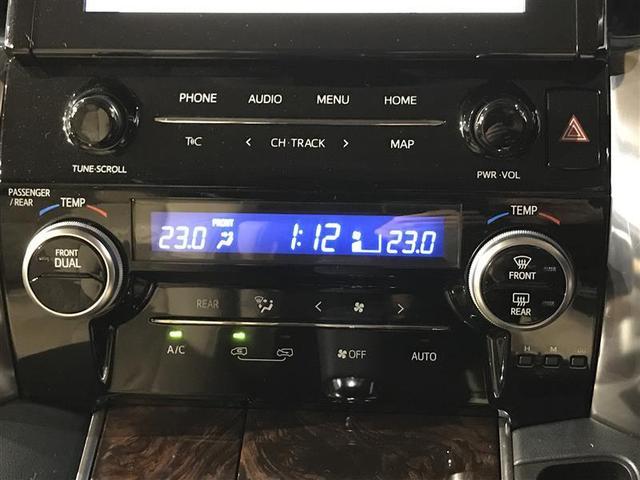 PHONE AUDIO MENU HOME
T·C < CH·TRACK > MAP
TUNE·SCROLL
PWR·VOL
PASSENGER
/REAR
TEMP
TEMP
FRONT
DUAL
FRONT
23.0 1:12 23.0
FRONT
REAR
REAR < >
A/C OFF AUTO
H M